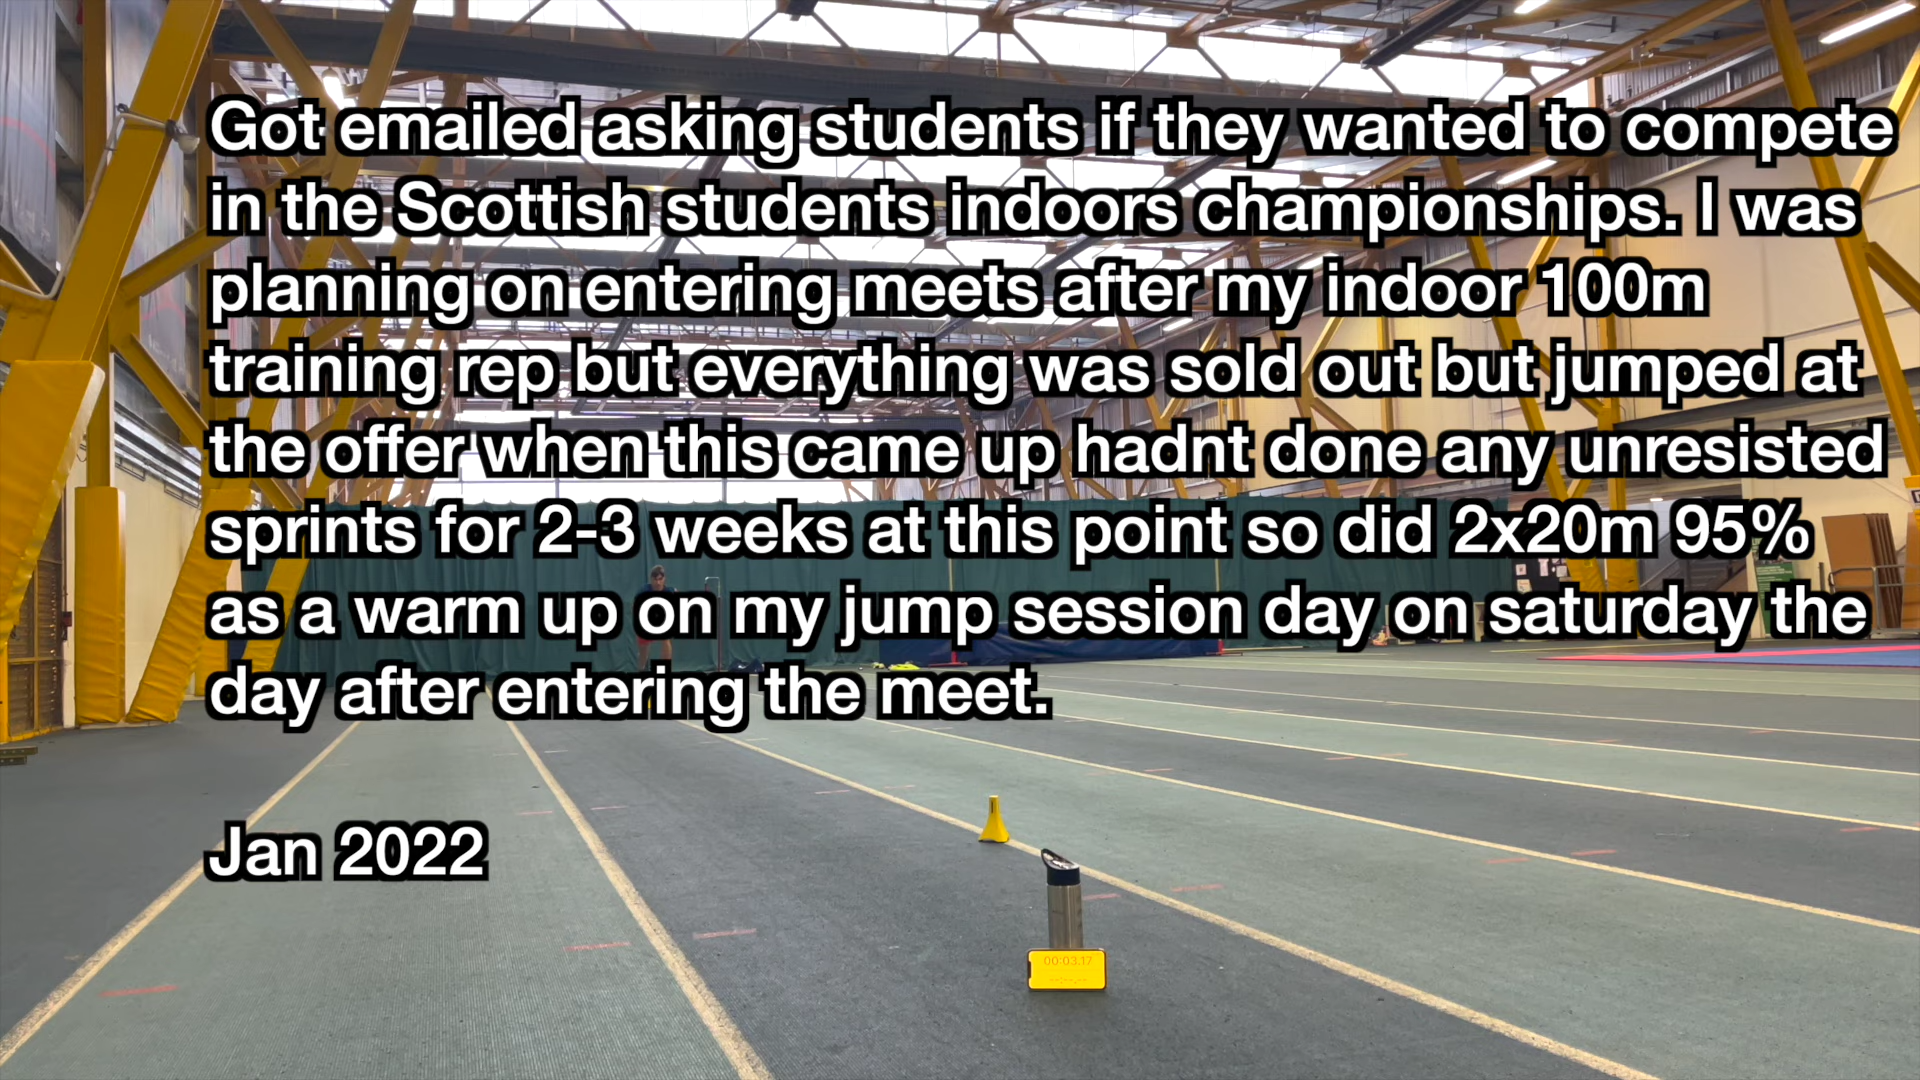 Got emailed asking students if they wanted to compete
in the Scottish students indoors championships. I was
planning on entering meets after my indoor 100m
training rep but everything was sold out but jumped at
the offer when this came up hadnt done any unresisted
sprints for 2-3 weeks at this point so did 2x20m 95%
as a warm up on my jump session day on saturday the
day after entering the meet.
Jan 2022
00:03.17